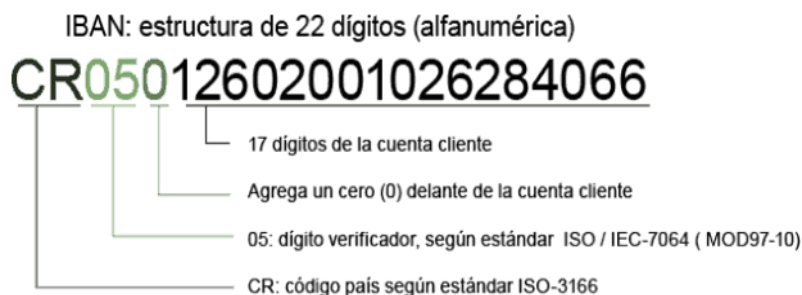 IBAN: estructura de 22 dígitos (alfanumérica)
CR05012602001026284066
17 dígitos de la cuenta cliente
Agrega un cero (0) delante de la cuenta cliente
05: dígito verificador, según estándar ISO / IEC-7064 ( MOD97-10)
CR: código país según estándar ISO-3166